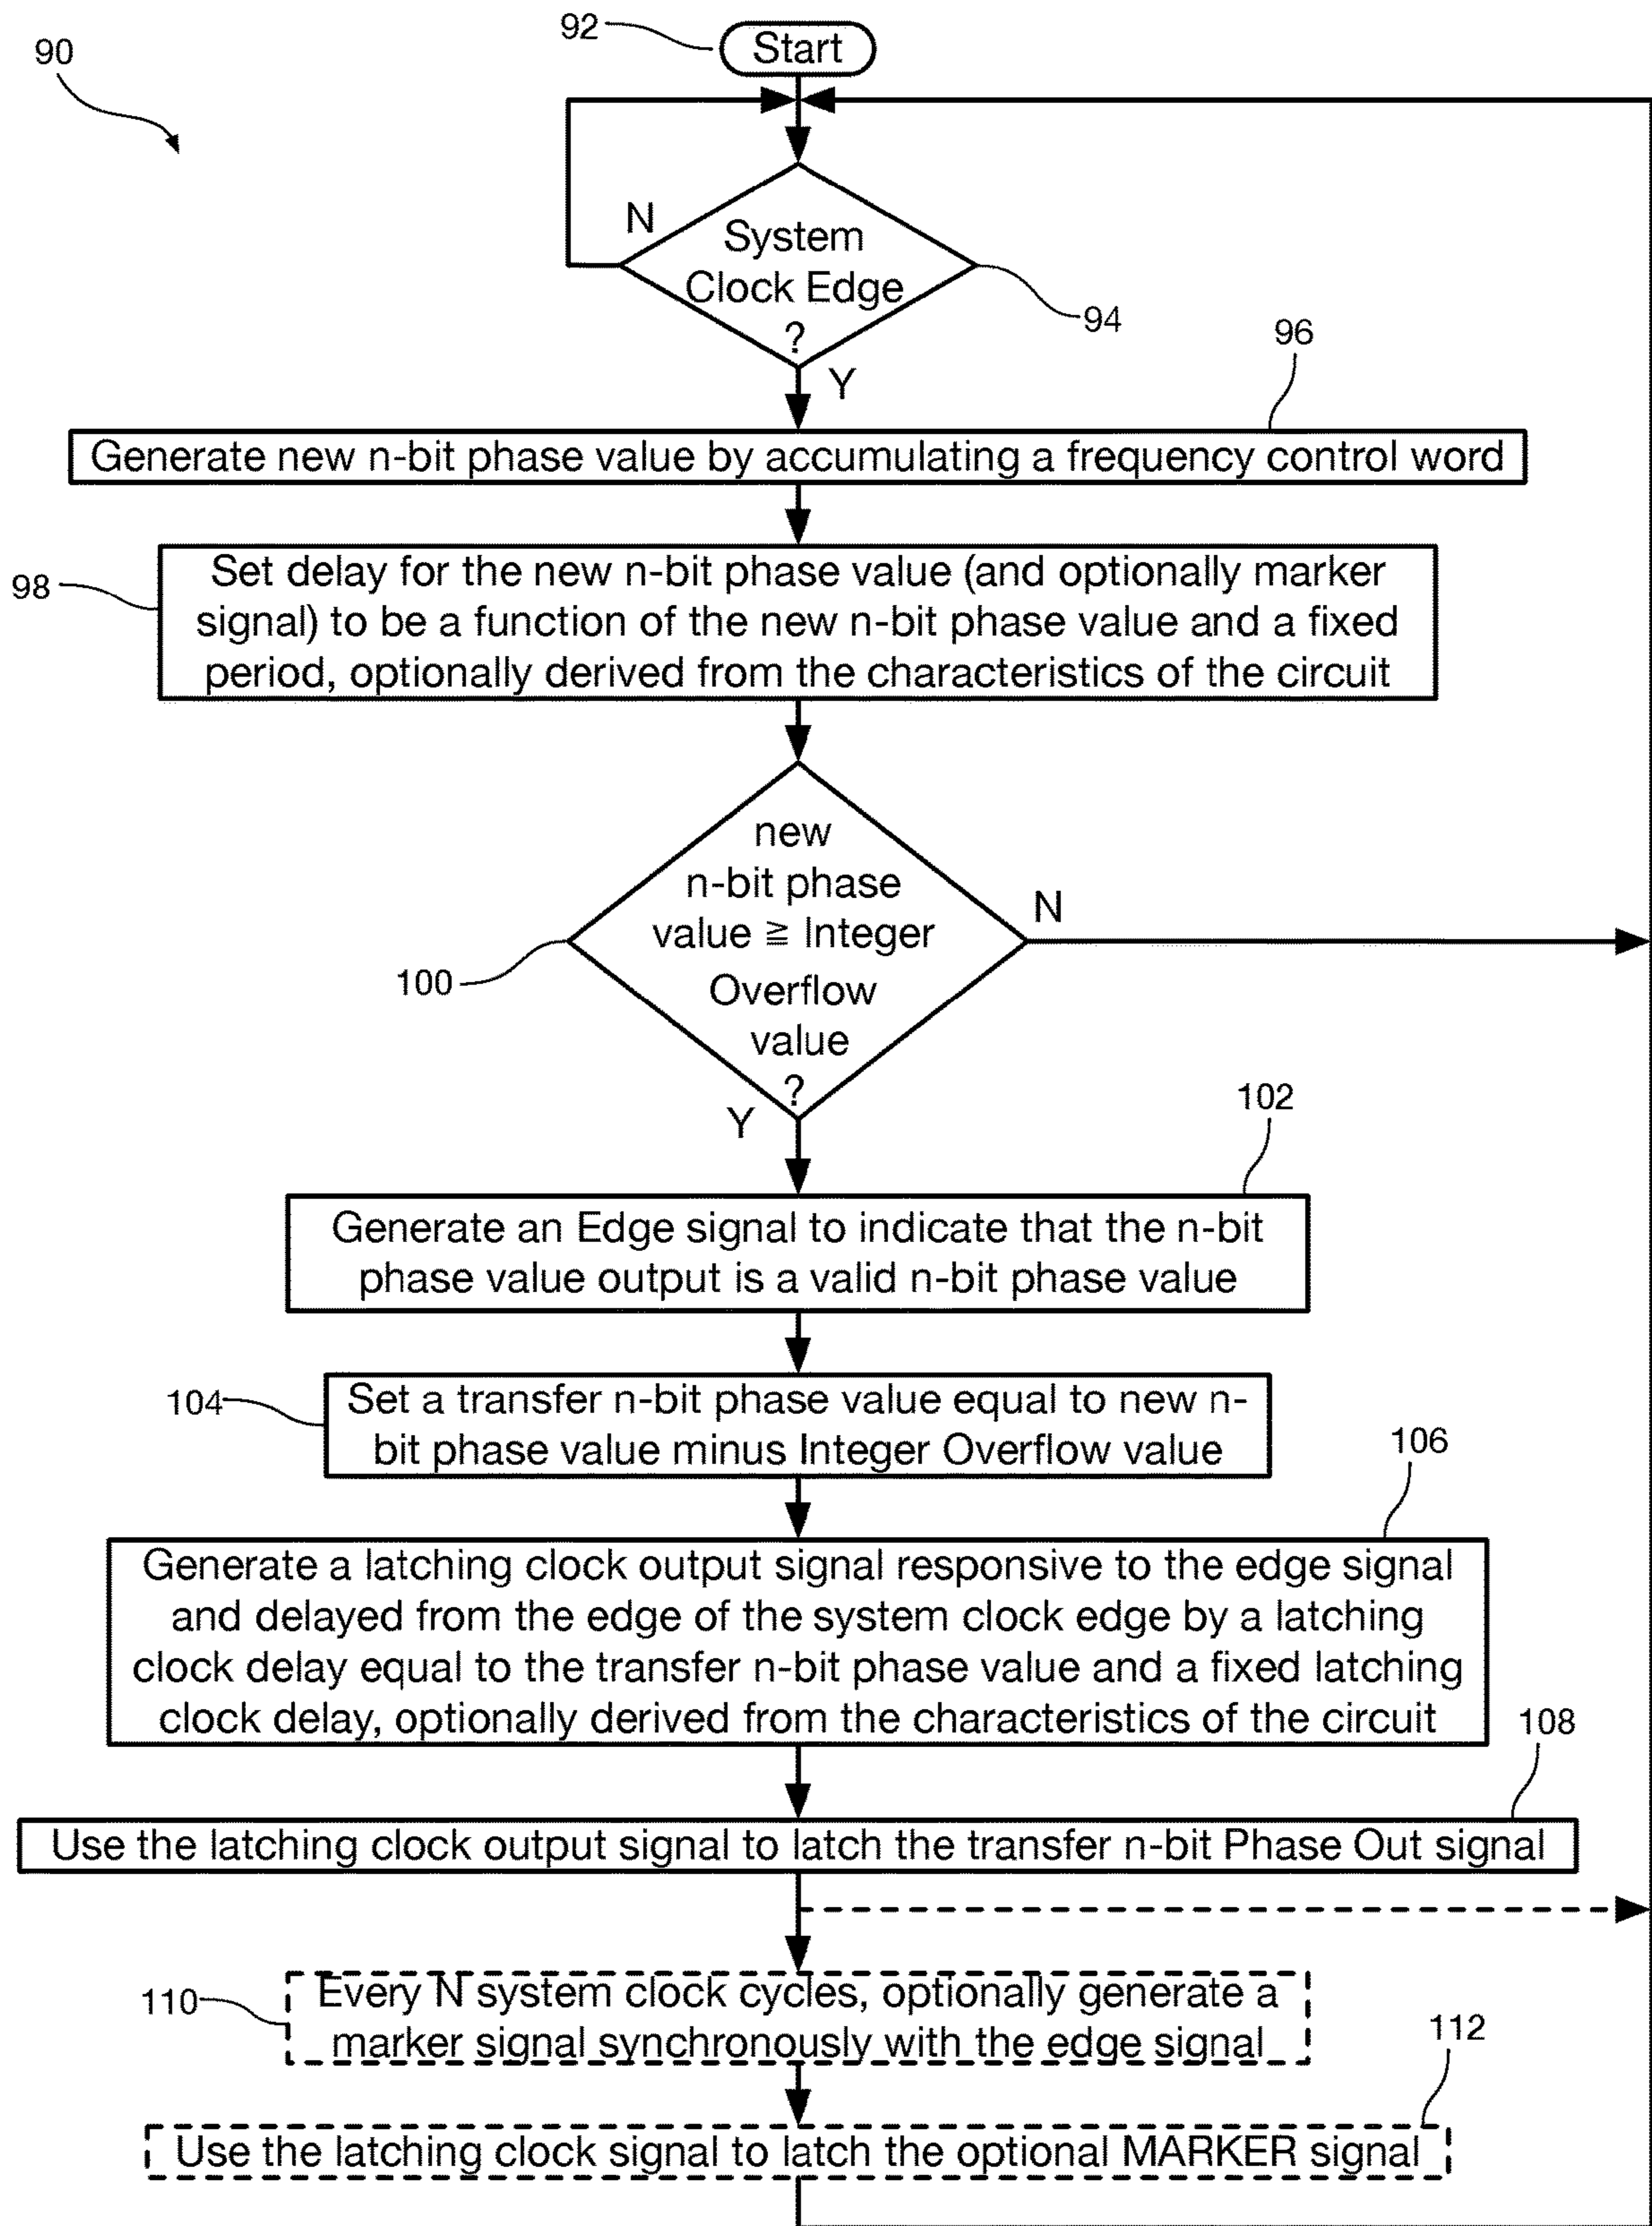 92
Start
90
N
System
Clock Edge
?
94
Y
96
Generate new n-bit phase value by accumulating a frequency control word
98
Set delay for the new n-bit phase value (and optionally marker
signal) to be a function of the new n-bit phase value and a fixed
period, optionally derived from the characteristics of the circuit
new
n-bit phase
value ≧ Integer
Overflow
value
?
N
100
Y
102
Generate an Edge signal to indicate that the n-bit
phase value output is a valid n-bit phase value
104
Set a transfer n-bit phase value equal to new n-
bit phase value minus Integer Overflow value
106
Generate a latching clock output signal responsive to the edge signal
and delayed from the edge of the system clock edge by a latching
clock delay equal to the transfer n-bit phase value and a fixed latching
clock delay, optionally derived from the characteristics of the circuit
108
Use the latching clock output signal to latch the transfer n-bit Phase Out signal
110
Every N system clock cycles, optionally generate a
marker signal synchronously with the edge signal
112
Use the latching clock signal to latch the optional MARKER signal